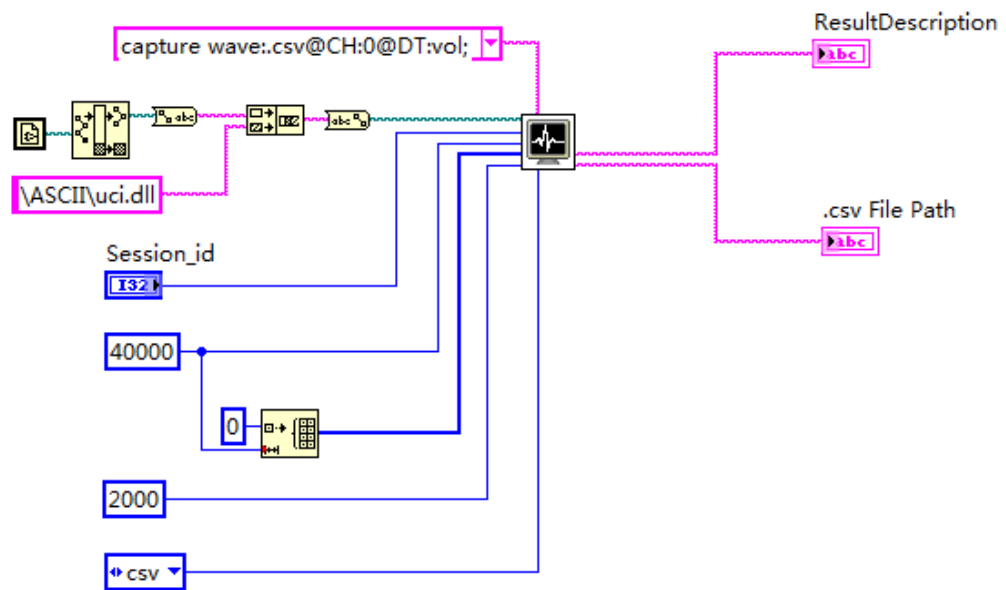 ResultDescription
capture wave:.csv@CH:0@DT:vol;
abc
abc
abc
\ASCII\uci.dll
.csv File Path
abc
Session_id
I32
40000
0
2000
csv